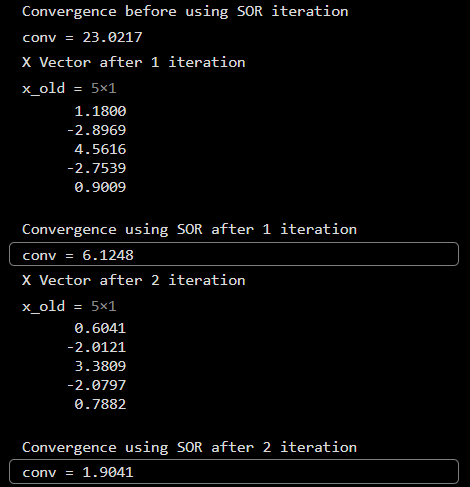 Convergence before using SOR iteration
conv = 23.0217
X Vector after 1 iteration
x_old = 5×1
1.1800
-2.8969
4.5616
-2.7539
0.9009
Convergence using SOR after 1 iteration
conv = 6.1248
X Vector after 2 iteration
x_old = 5×1
0.6041
-2.0121
3.3809
-2.0797
0.7882
Convergence using SOR after 2 iteration
conv = 1.9041